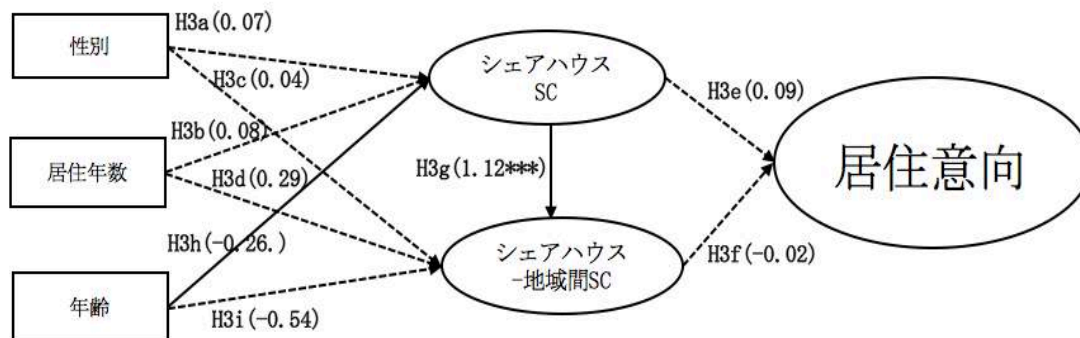 H3a(0.07)
性別
シェアハウス
SC
H3c(0.04)
H3e(0.09)
H3b(0.08)
居住年数
H3g(1.12***)
居住意向
H3d(0.29)
H3h(-0.26.)
シェアハウス
-地域間SC
H3f(-0.02)
年齢
H3i(-0.54)